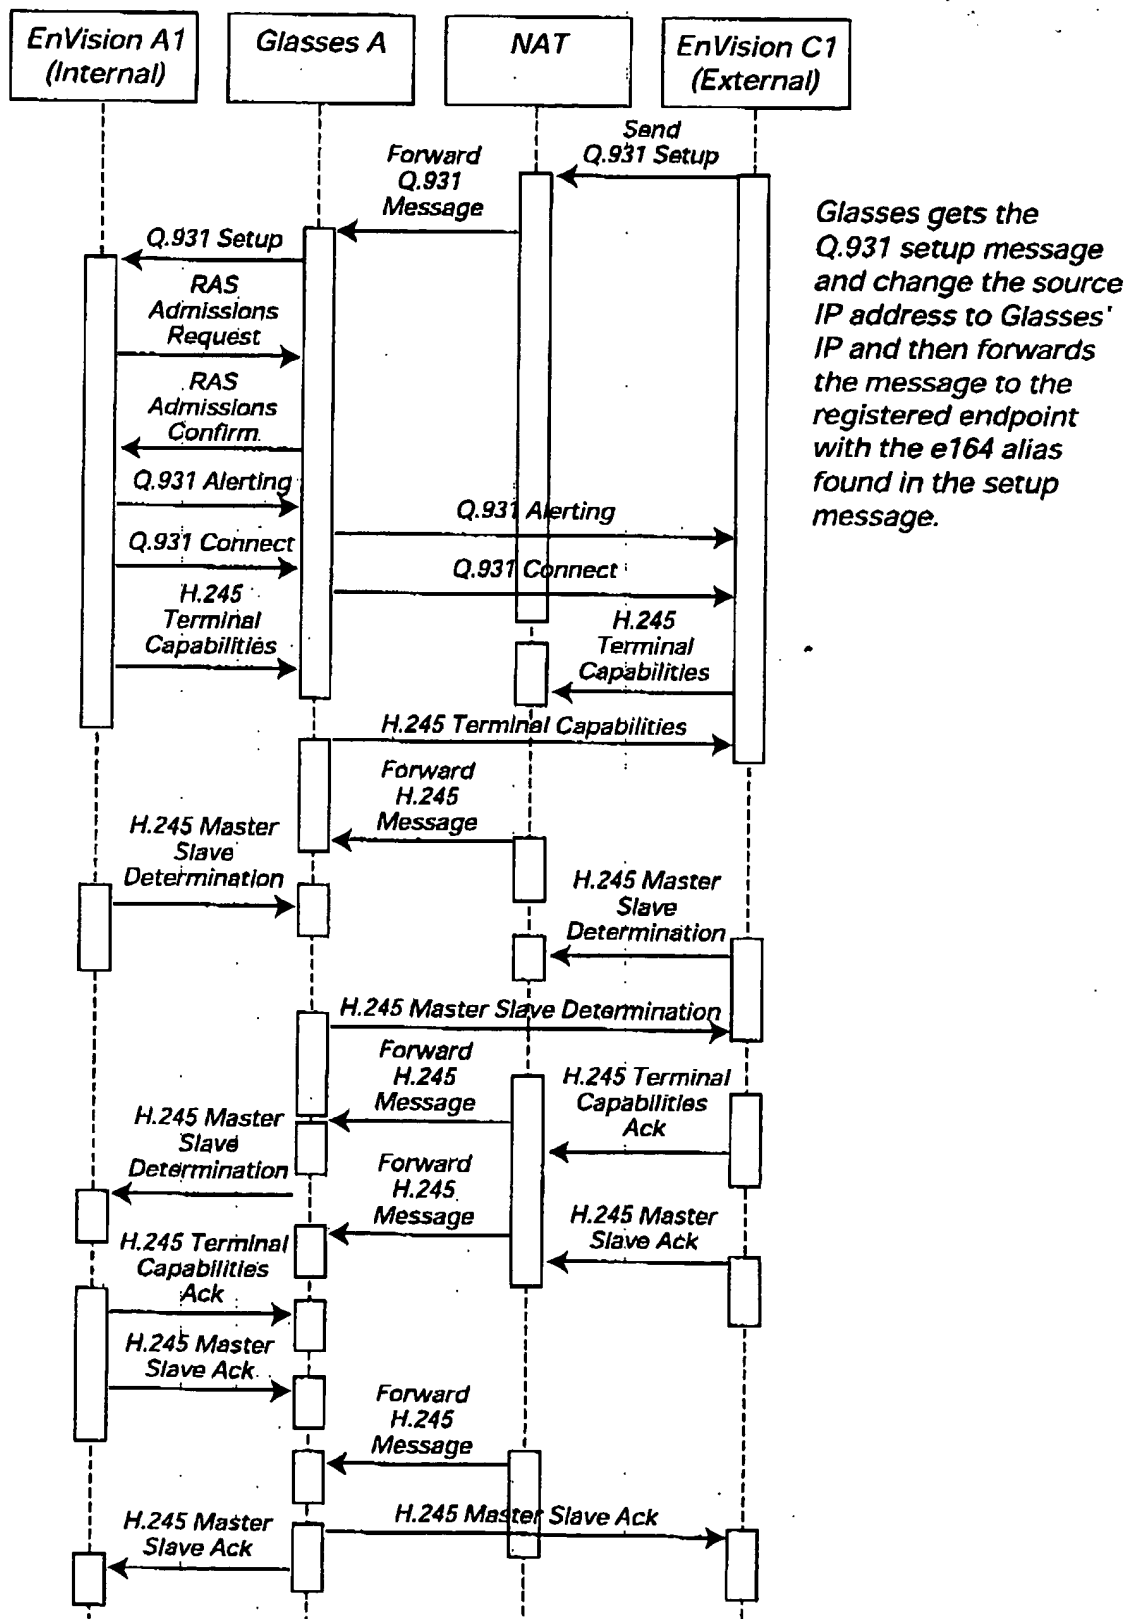 EnVision A1
(Internal)
Glasses A
NAT
EnVision C1
(External)
Send
Q.931 Setup
Forward
Q.931
Message
Q.931 Setup
Glasses gets the
Q.931 setup message
and change the source
IP address to Glasses'
IP and then forwards
the message to the
registered endpoint
with the e164 alias
found in the setup
message.
RAS
Admissions
Request
RAS
Admissions
Confirm
Q.931 Alerting
Q.931 Alerting
Q.931 Connect
Q.931 Connect
H.245
Terminal
Capabilities
H.245
Terminal
Capabilities
H.245 Terminal Capabilities
Forward
H.245
Message
H.245 Master
Slave
Determination
H.245 Master
Slave
Determination
H.245 Master Slave Determination
Forward
H.245
Message
H.245 Terminal
Capabilities
Ack
H.245 Master
Slave
Determination
Forward
H.245
Message
H.245 Master
Slave Ack
H.245 Terminal
Capabilities
Ack
H.245 Master
Slave Ack
Forward
H.245
Message
H.245 Master Slave Ack
H.245 Master
Slave Ack